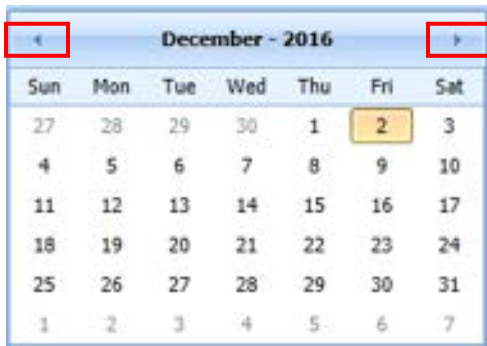 December - 2016
Sun Mon Tue Wed Thu Fri Sat
27 28 29 30 1 2 3
4 5 6 7 8 9 10
11 12 13 14 15 16 17
18 19 20 21 22 23 24
25 26 27 28 29 30 31
1 2 3 4 5 6 7